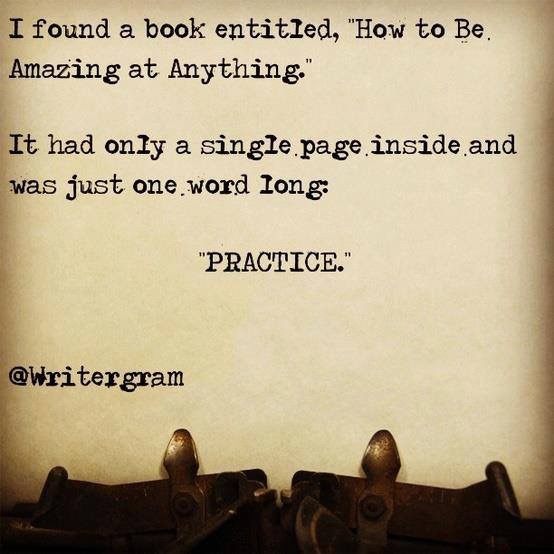 I found a book entitled, "How to Be
Amazing at Anything."
It had only a single page inside and
was just one word long:
"PRACTICE."
@Writergram